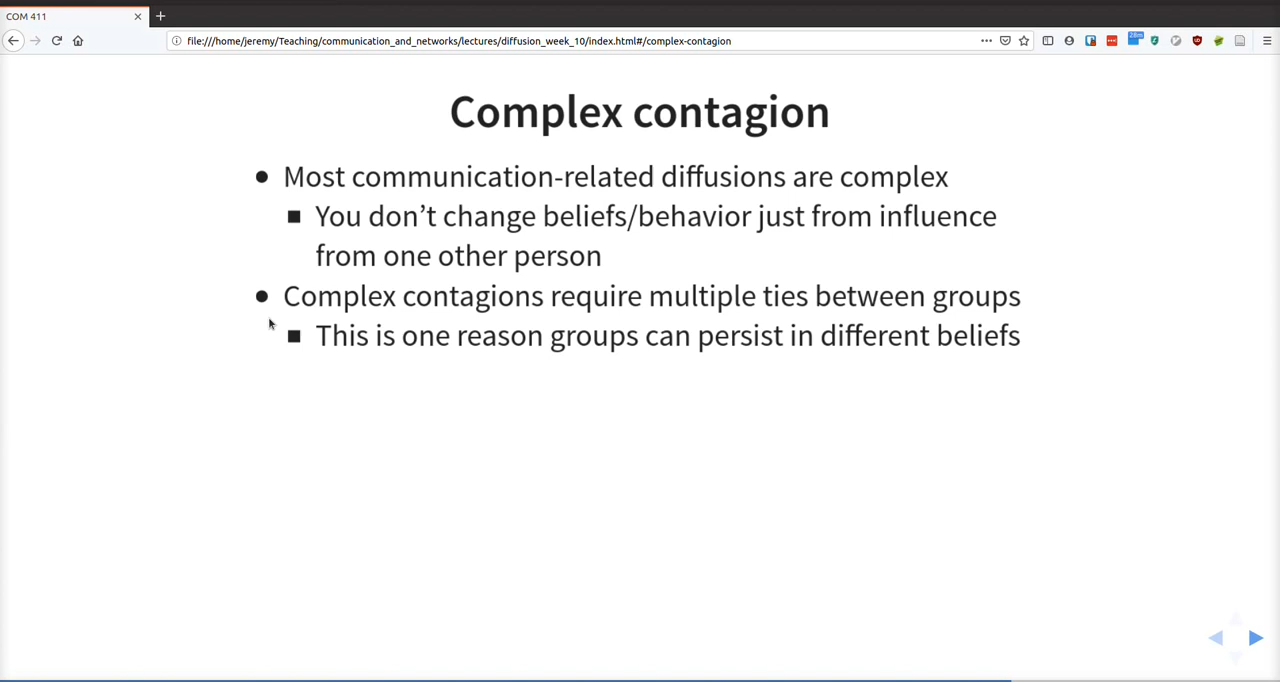 COM 411
file:///home/jeremy/Teaching/communication_and_networks/lectures/diffusion_week_10/index.html#/complex-contagion
28m
Complex contagion
Most communication-related diffusions are complex
You don’t change beliefs/behavior just from influence
from one other person
Complex contagions require multiple ties between groups
This is one reason groups can persist in different beliefs